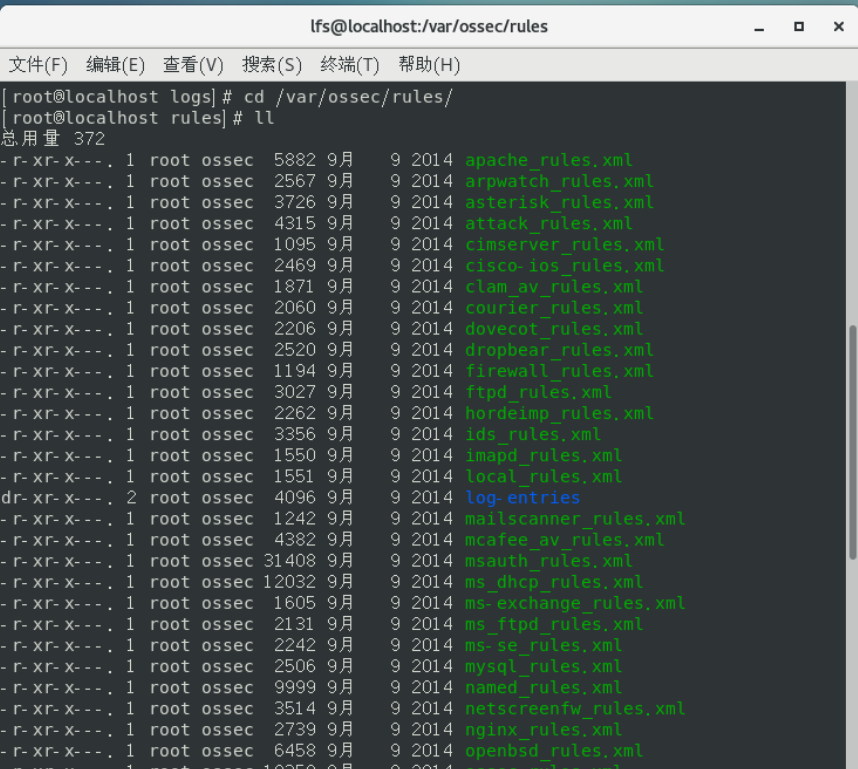 lfs@localhost:/var/ossec/rules
文件(F) 编辑(E) 查看(V) 搜索(S) 终端(T) 帮助(H)
[root@localhost logs]# cd /var/ossec/rules/
[root@localhost rules]# ll
总用量 372
-r-xr-x---. 1 root ossec 5882 9月 9 2014 apache_rules.xml
-r-xr-x---. 1 root ossec 2567 9月 9 2014 arpwatch_rules.xml
-r-xr-x---. 1 root ossec 3726 9月 9 2014 asterisk_rules.xml
-r-xr-x---. 1 root ossec 4315 9月 9 2014 attack_rules.xml
-r-xr-x---. 1 root ossec 1095 9月 9 2014 cimserver_rules.xml
-r-xr-x---. 1 root ossec 2469 9月 9 2014 cisco-ios_rules.xml
-r-xr-x---. 1 root ossec 1871 9月 9 2014 clam_av_rules.xml
-r-xr-x---. 1 root ossec 2060 9月 9 2014 courier_rules.xml
-r-xr-x---. 1 root ossec 2206 9月 9 2014 dovecot_rules.xml
-r-xr-x---. 1 root ossec 2520 9月 9 2014 dropbear_rules.xml
-r-xr-x---. 1 root ossec 1194 9月 9 2014 firewall_rules.xml
-r-xr-x---. 1 root ossec 3027 9月 9 2014 ftpd_rules.xml
-r-xr-x---. 1 root ossec 2262 9月 9 2014 hordeimp_rules.xml
-r-xr-x---. 1 root ossec 3356 9月 9 2014 ids_rules.xml
-r-xr-x---. 1 root ossec 1550 9月 9 2014 imapd_rules.xml
-r-xr-x---. 1 root ossec 1551 9月 9 2014 local_rules.xml
dr-xr-x---. 2 root ossec 4096 9月 9 2014 log-entries
-r-xr-x---. 1 root ossec 1242 9月 9 2014 mailscanner_rules.xml
-r-xr-x---. 1 root ossec 4382 9月 9 2014 mcafee_av_rules.xml
-r-xr-x---. 1 root ossec 31408 9月 9 2014 msauth_rules.xml
-r-xr-x---. 1 root ossec 12032 9月 9 2014 ms_dhcp_rules.xml
-r-xr-x---. 1 root ossec 1605 9月 9 2014 ms-exchange_rules.xml
-r-xr-x---. 1 root ossec 2131 9月 9 2014 ms_ftpd_rules.xml
-r-xr-x---. 1 root ossec 2242 9月 9 2014 ms-se_rules.xml
-r-xr-x---. 1 root ossec 2506 9月 9 2014 mysql_rules.xml
-r-xr-x---. 1 root ossec 9999 9月 9 2014 named_rules.xml
-r-xr-x---. 1 root ossec 3514 9月 9 2014 netscreenfw_rules.xml
-r-xr-x---. 1 root ossec 2739 9月 9 2014 nginx_rules.xml
-r-xr-x---. 1 root ossec 6458 9月 9 2014 openbsd_rules.xml